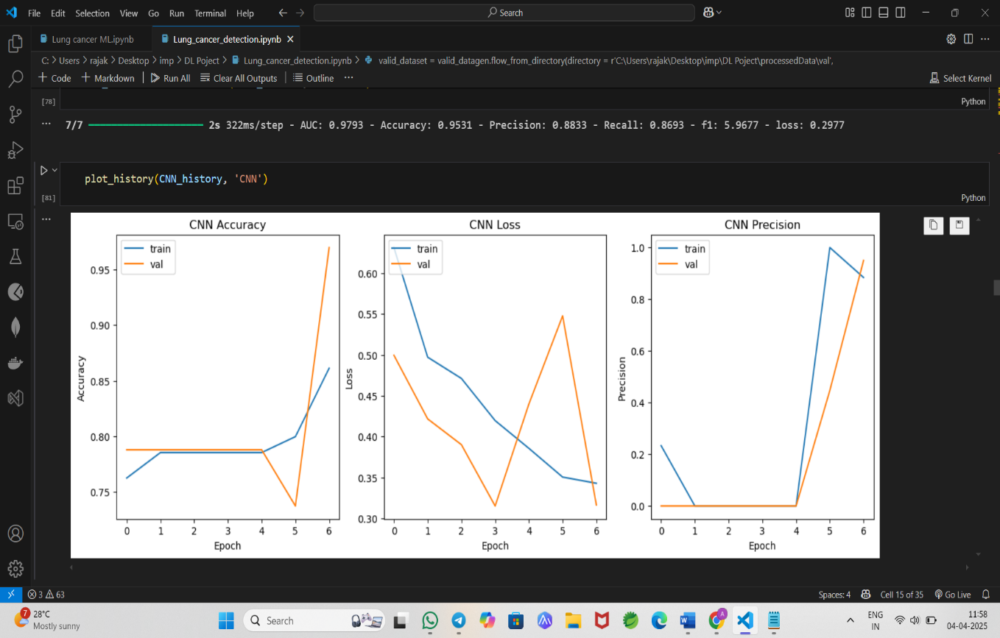 File Edit Selection View Go Run Terminal Help
Search
Lung cancer ML.ipynb
Lung_cancer_detection.ipynb
C: > Users > rajak > Desktop > imp > DL Poject > Lung_cancer_detection.ipynb > valid_dataset = valid_datagen.flow_from_directory(directory = r'C:\Users\rajak\Desktop\imp\DL Poject\processedData\val',
+ Code + Markdown | Run All Clear All Outputs | Outline ...
Select Kernel
[78]
Python
... 7/7 2s 322ms/step - AUC: 0.9793 - Accuracy: 0.9531 - Precision: 0.8833 - Recall: 0.8693 - f1: 5.9677 - loss: 0.2977
plot_history(CNN_history, 'CNN')
[81]
Python
...
CNN Accuracy
train
val
0.95
0.90
0.85
0.80
0.75
Accuracy
0 1 2 3 4 5 6
Epoch
CNN Loss
train
val
0.60
0.55
0.50
0.45
0.40
0.35
0.30
Loss
0 1 2 3 4 5 6
Epoch
CNN Precision
train
val
1.0
0.8
0.6
0.4
0.2
0.0
Precision
0 1 2 3 4 5 6
Epoch
3 63
Spaces: 4
Cell 15 of 35
Go Live
7
28°C
Mostly sunny
Search
A
ENG
IN
11:58
04-04-2025